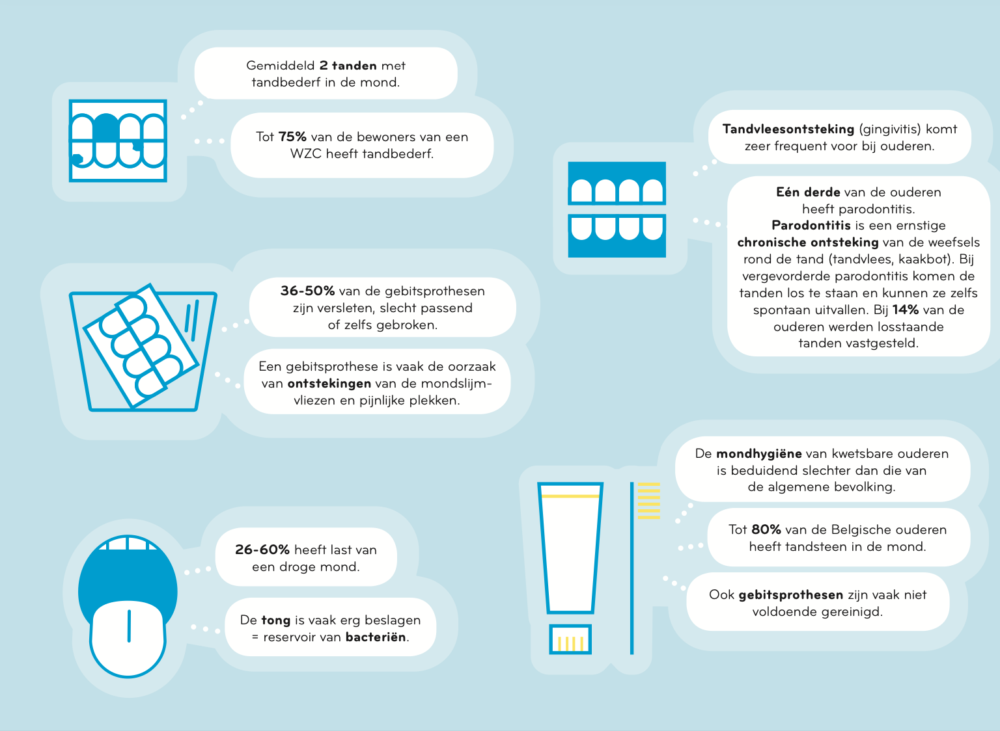 Gemiddeld 2 tanden met
tandbederf in de mond.
Tot 75% van de bewoners van een
WZC heeft tandbederf.
36-50% van de gebitsprothesen
zijn versleten, slecht passend
of zelfs gebroken.
Een gebitsprothese is vaak de oorzaak
van ontstekingen van de mondslijm-
vliezen en pijnlijke plekken.
26-60% heeft last van
een droge mond.
De tong is vaak erg beslagen
= reservoir van bacteriën.
Tandvleesontsteking (gingivitis) komt
zeer frequent voor bij ouderen.
Eén derde van de ouderen
heeft parodontitis.
Parodontitis is een ernstige
chronische ontsteking van de weefsels
rond de tand (tandvlees, kaakbot). Bij
vergevorderde parodontitis komen de
tanden los te staan en kunnen ze zelfs
spontaan uitvallen. Bij 14% van de
ouderen werden losstaande
tanden vastgesteld.
De mondhygiëne van kwetsbare ouderen
is beduidend slechter dan die van
de algemene bevolking.
Tot 80% van de Belgische ouderen
heeft tandsteen in de mond.
Ook gebitsprothesen zijn vaak niet
voldoende gereinigd.